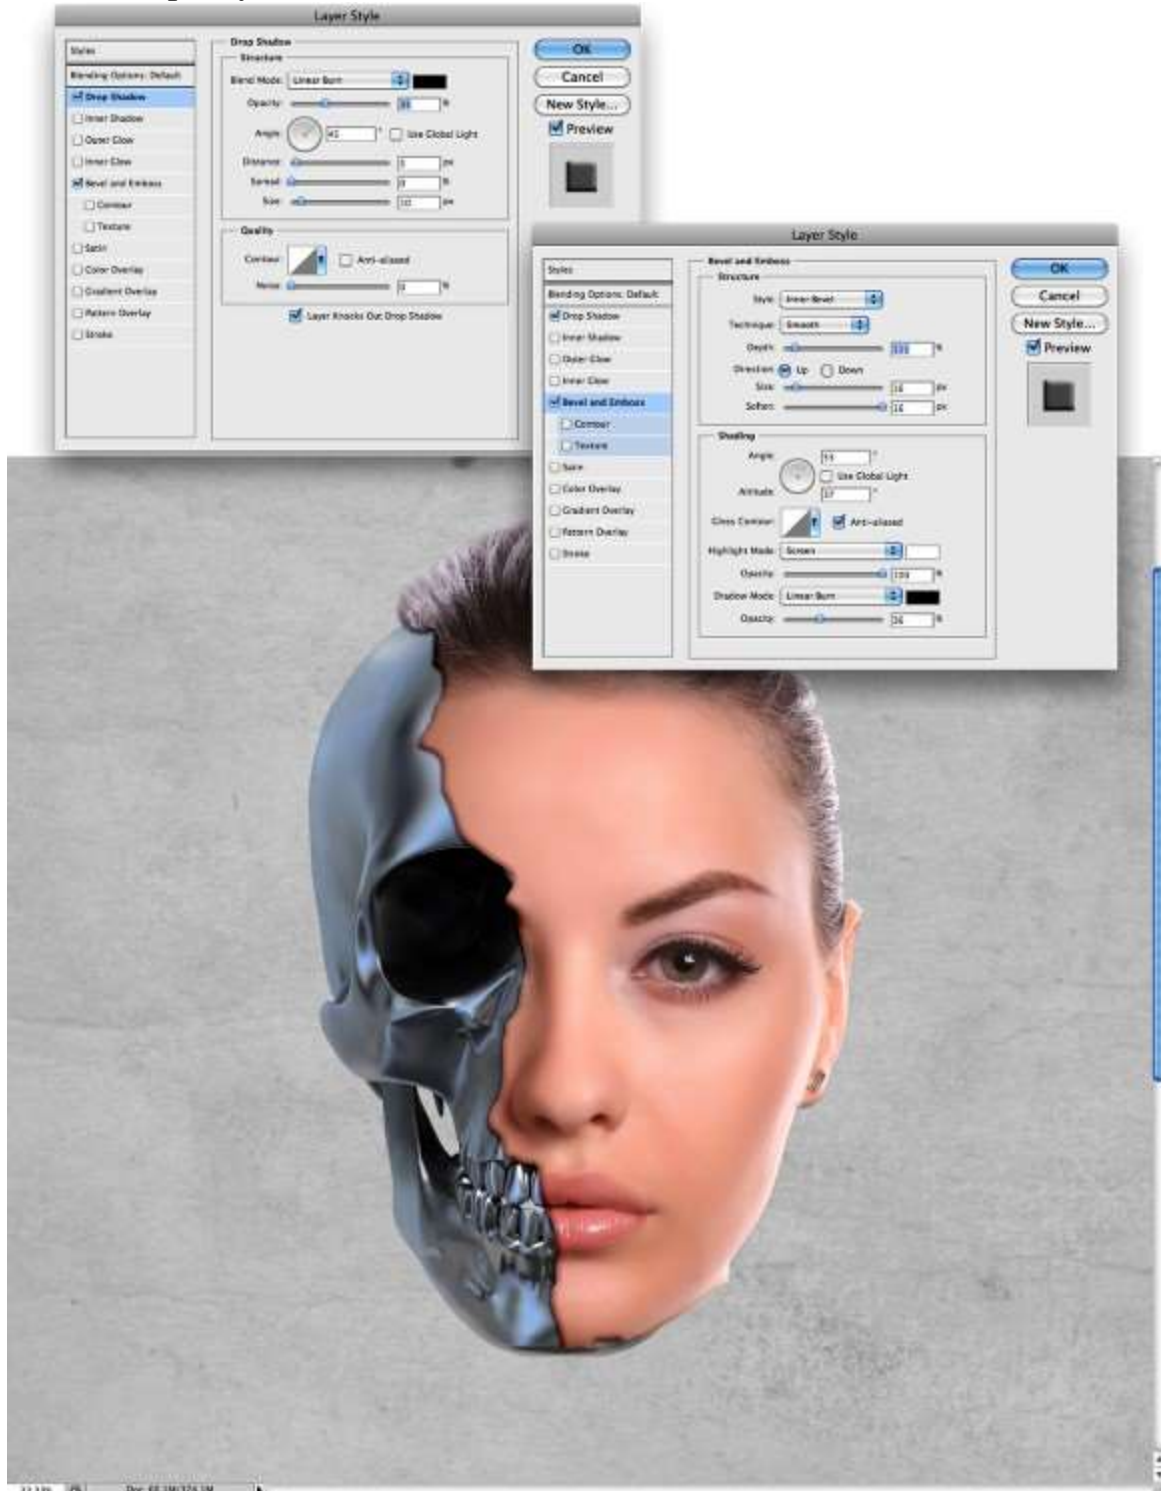 Layer Style
Styles
Blending Options: Default
Drop Shadow
Inner Shadow
Outer Glow
Inner Glow
Bevel and Emboss
Contour
Texture
Satin
Color Overlay
Gradient Overlay
Pattern Overlay
Stroke
Drop Shadow
Structure
Blend Mode: Linear Burn
Opacity: %
Angle: °
Use Global Light
Distance: px
Spread: %
Size: 10 px
Quality
Contour: Anti-aliased
Noise: 0 %
Layer Knocks Out Drop Shadow
OK
Cancel
New Style...
Preview
Layer Style
Styles
Blending Options: Default
Drop Shadow
Inner Shadow
Outer Glow
Inner Glow
Bevel and Emboss
Contour
Texture
Satin
Color Overlay
Gradient Overlay
Pattern Overlay
Stroke
Bevel and Emboss
Structure
Style: Inner Bevel
Technique: Smooth
Depth: %
Direction: Up Down
Size: px
Soften: 16 px
Shading
Angle: °
Use Global Light
Altitude: °
Gloss Contour: Anti-aliased
Highlight Mode: Screen
Opacity: 100 %
Shadow Mode: Linear Burn
Opacity: %
OK
Cancel
New Style...
Preview